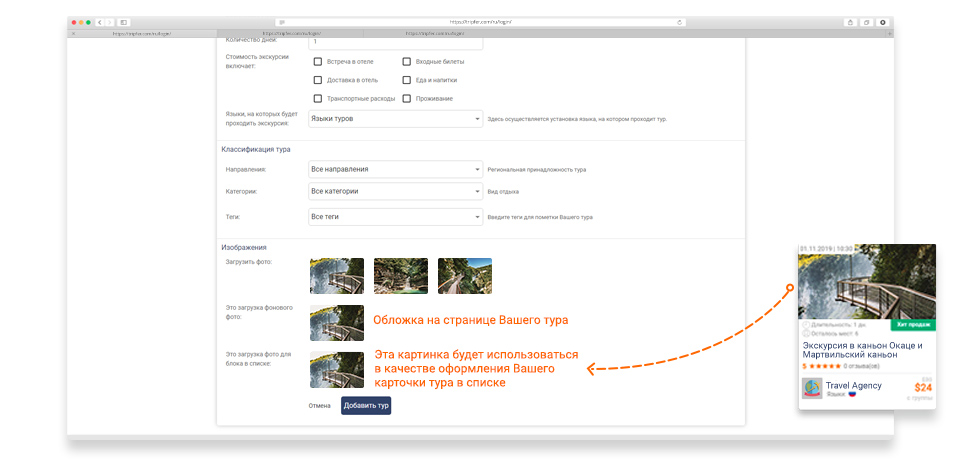 https://tripfer.com/ru/login/
https://tripfer.com/ru/login/
https://tripfer.com/ru/login/
https://tripfer.com/ru/login/
Количество дней:
1
Стоимость экскурсии
включает:
Встреча в отеле
Входные билеты
Доставка в отель
Еда и напитки
Транспортные расходы
Проживание
Языки, на которых будет
проходить экскурсия:
Языки туров
Здесь осуществляется установка языка, на котором проходит тур.
Классификация тура
Направления:
Все направления
Региональная принадлежность тура
Категории:
Все категории
Вид отдыха
Теги:
Все теги
Введите теги для пометки Вашего тура
Изображения
Загрузить фото:
Это загрузка фонового
фото:
Обложка на странице Вашего тура
Это загрузка фото для
блока в списке:
Эта картинка будет использоваться
в качестве оформления Вашего
карточки тура в списке
Отмена
Добавить тур
01.11.2019 | 10:30
Длительность: 1 дн.
Осталось мест: 6
Хит продаж
Экскурсия в каньон Окаце и
Мартвильский каньон
5
0 отзыва(ов)
Travel Agency
Языки
$24